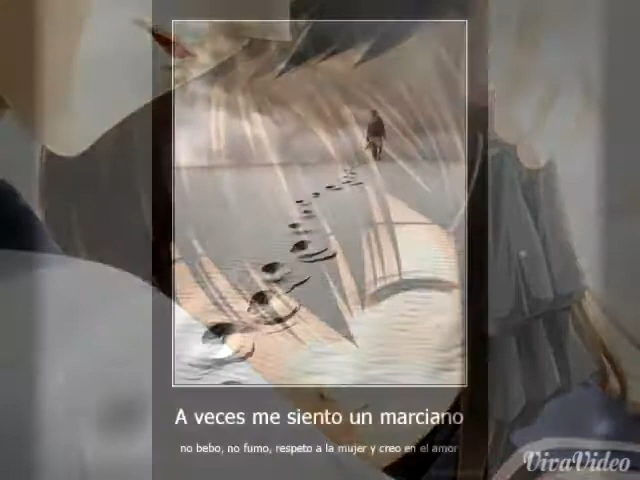 A veces me siento un marciano
no bebo, no fumo, respeto a la mujer y creo en el amor
VivaVideo